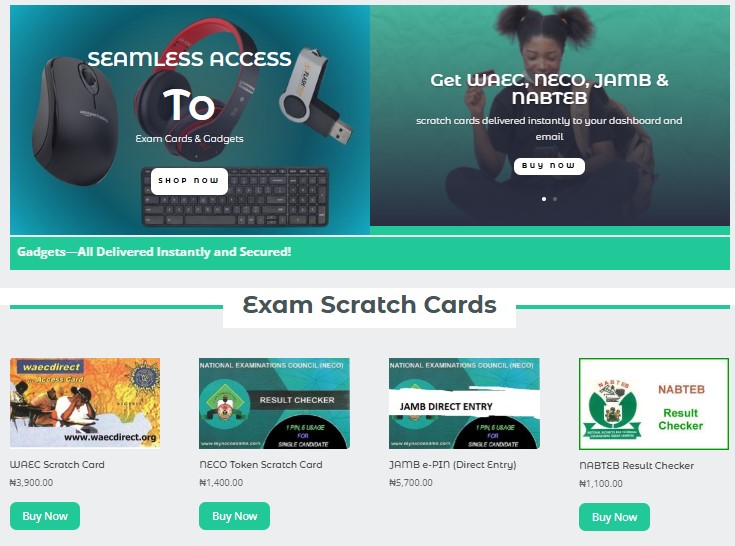 SEAMLESS ACCESS
To
Exam Cards & Gadgets
SHOP NOW
Get WAEC, NECO, JAMB &
NABTEB
scratch cards delivered instantly to your dashboard and
email
BUY NOW
Gadgets—All Delivered Instantly and Secured!
Exam Scratch Cards
waecdirect
Access Card
www.waecdirect.org
WAEC Scratch Card
₦3,900.00
Buy Now
NATIONAL EXAMINATIONS COUNCIL (NECO)
RESULT CHECKER
1 PIN, 5 USAGE
FOR
SINGLE CANDIDATE
NECO Token Scratch Card
₦1,400.00
Buy Now
NATIONAL EXAMINATIONS COUNCIL (NECO)
JAMB DIRECT ENTRY
1 PIN, 5 USAGE
FOR
SINGLE CANDIDATE
JAMB e-PIN (Direct Entry)
₦5,700.00
NABTEB
NABTEB
Result
Checker
NABTEB Result Checker
₦1,100.00
Buy Now